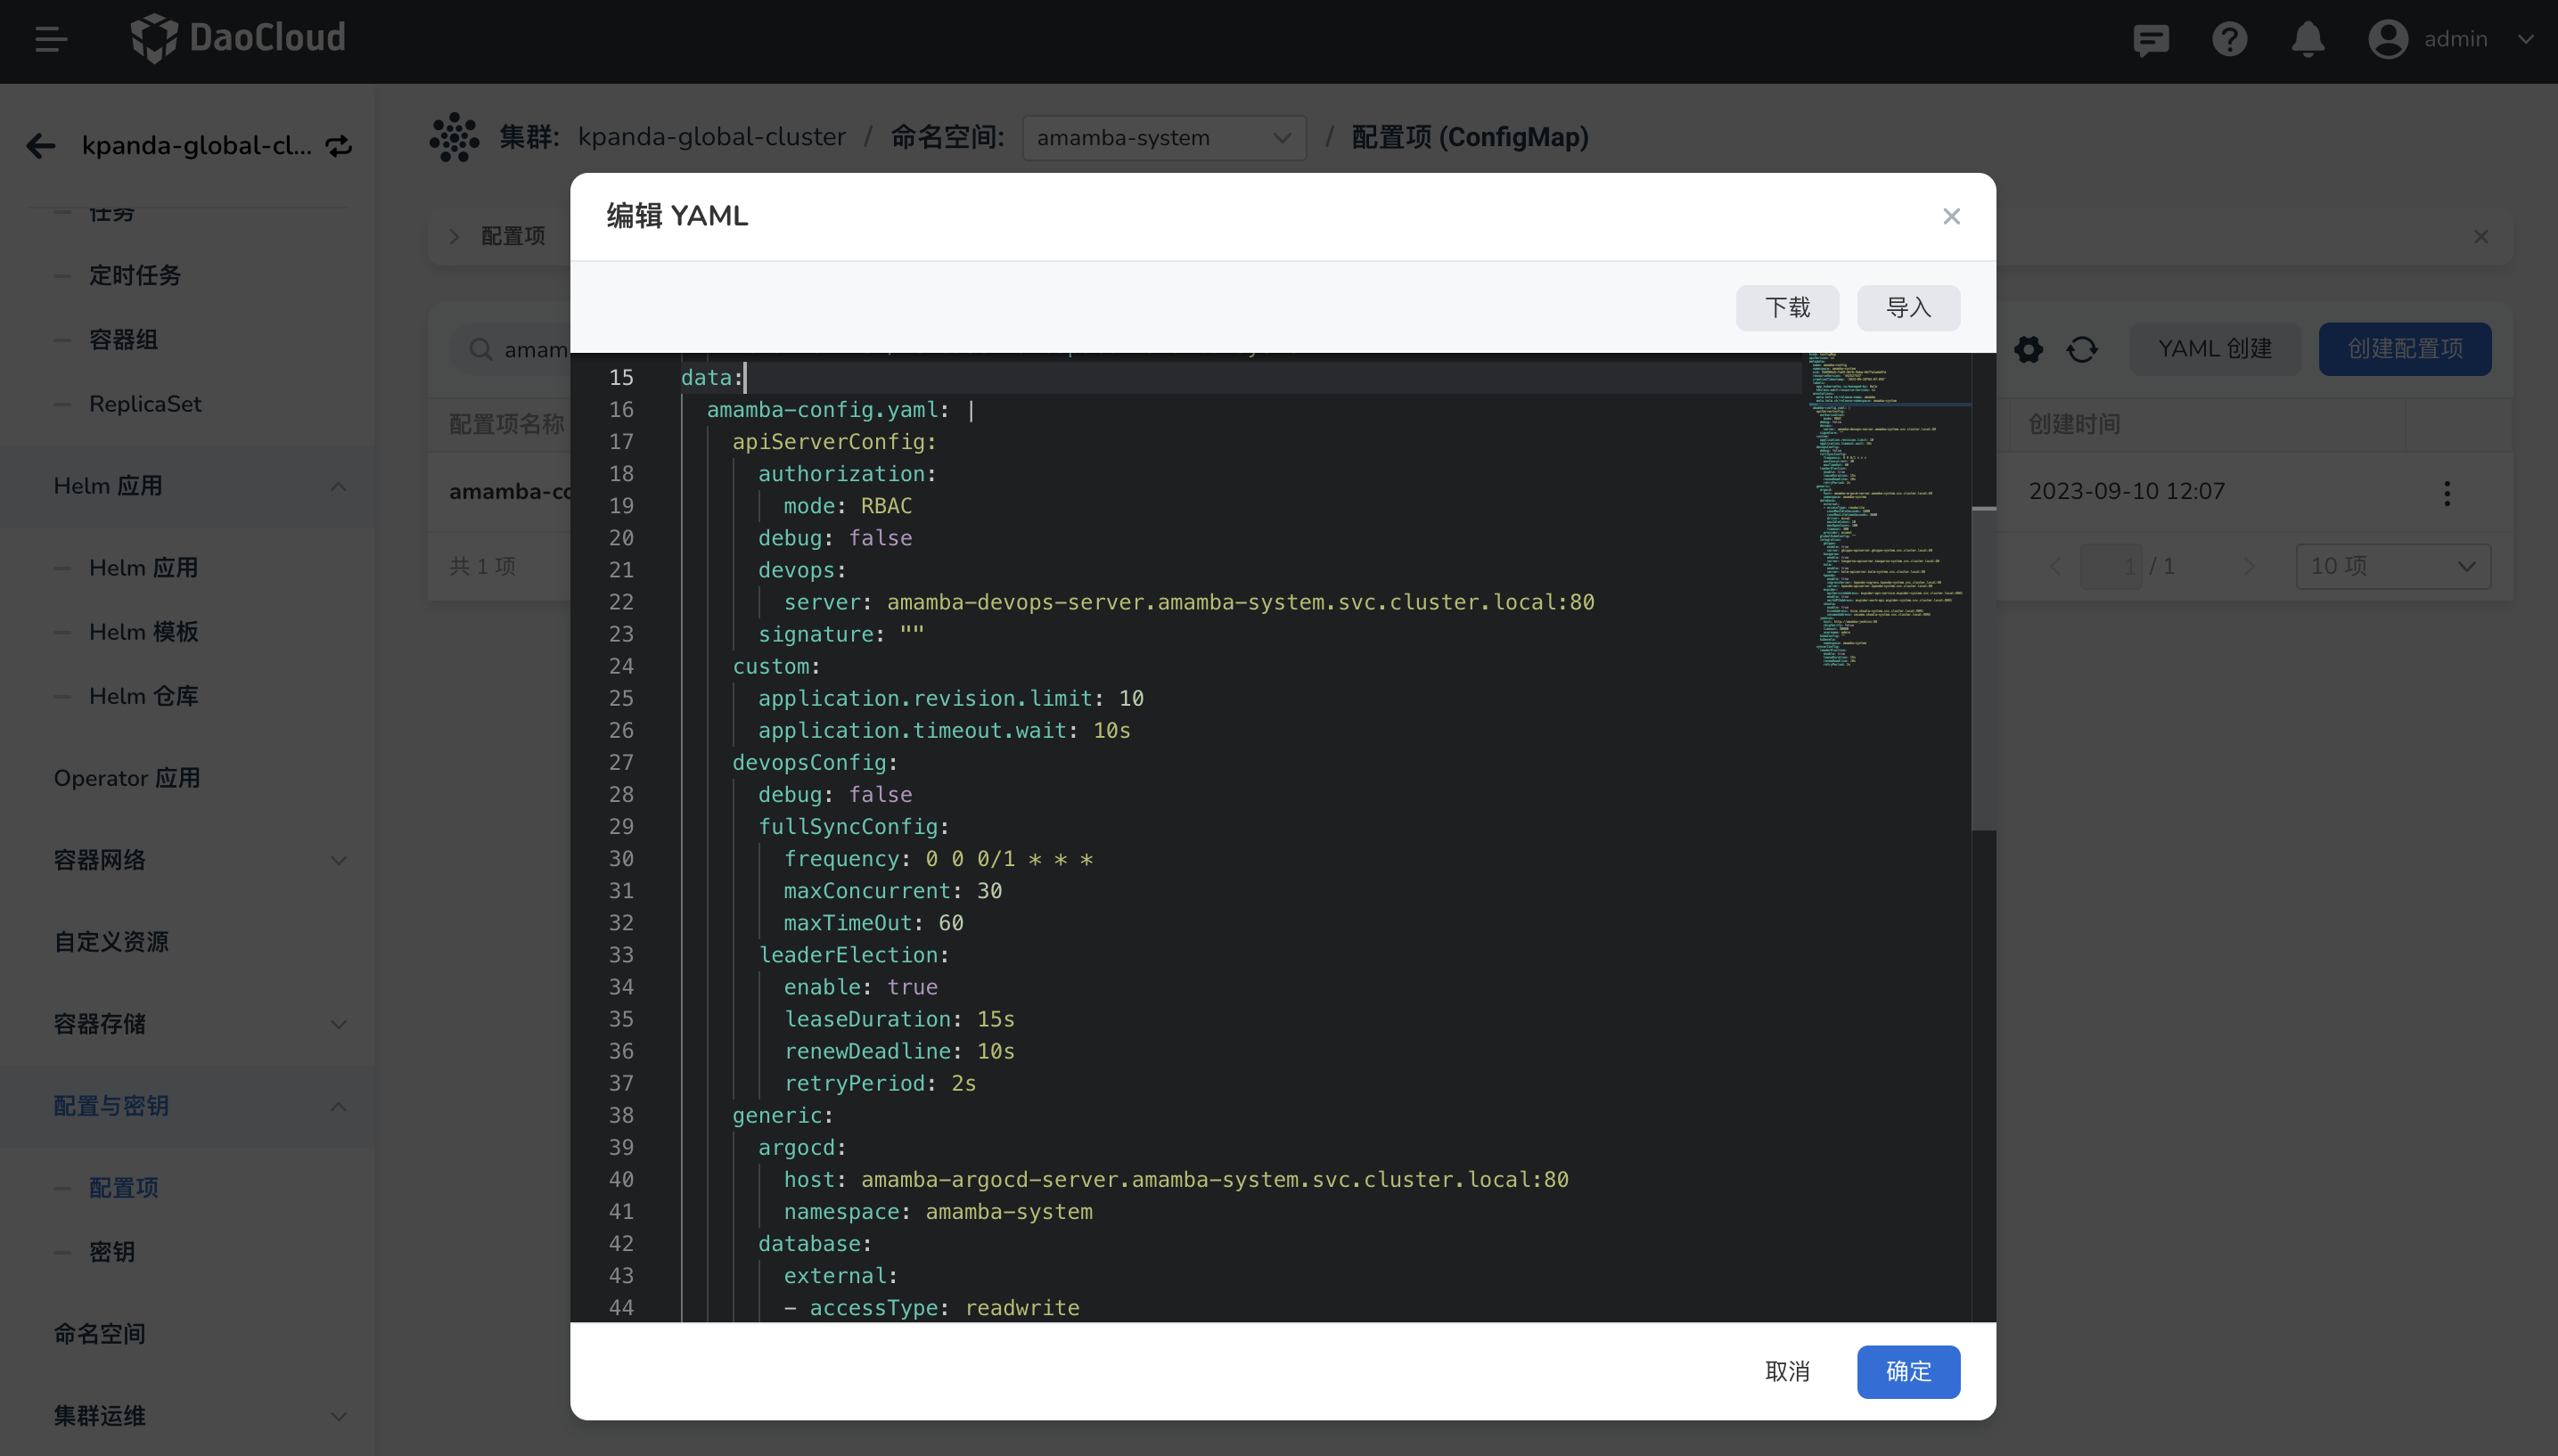 DaoCloud
admin
kpanda-global-cl...
集群: kpanda-global-cluster / 命名空间: amamba-system / 配置项 (ConfigMap)
任务
定时任务
容器组
ReplicaSet
Helm 应用
Helm 应用
Helm 模板
Helm 仓库
Operator 应用
容器网络
自定义资源
容器存储
配置与密钥
配置项
密钥
命名空间
集群运维
配置项
amam
YAML 创建
创建配置项
配置项名称
创建时间
amamba-co
2023-09-10 12:07
共 1 项
1 / 1
10 项
编辑 YAML
下载
导入
15 data:
16 amamba-config.yaml: |
17 apiServerConfig:
18 authorization:
19 mode: RBAC
20 debug: false
21 devops:
22 server: amamba-devops-server.amamba-system.svc.cluster.local:80
23 signature: ""
24 custom:
25 application.revision.limit: 10
26 application.timeout.wait: 10s
27 devopsConfig:
28 debug: false
29 fullSyncConfig:
30 frequency: 0 0 0/1 * * *
31 maxConcurrent: 30
32 maxTimeOut: 60
33 leaderElection:
34 enable: true
35 leaseDuration: 15s
36 renewDeadline: 10s
37 retryPeriod: 2s
38 generic:
39 argocd:
40 host: amamba-argocd-server.amamba-system.svc.cluster.local:80
41 namespace: amamba-system
42 database:
43 external:
44 - accessType: readwrite
取消
确定